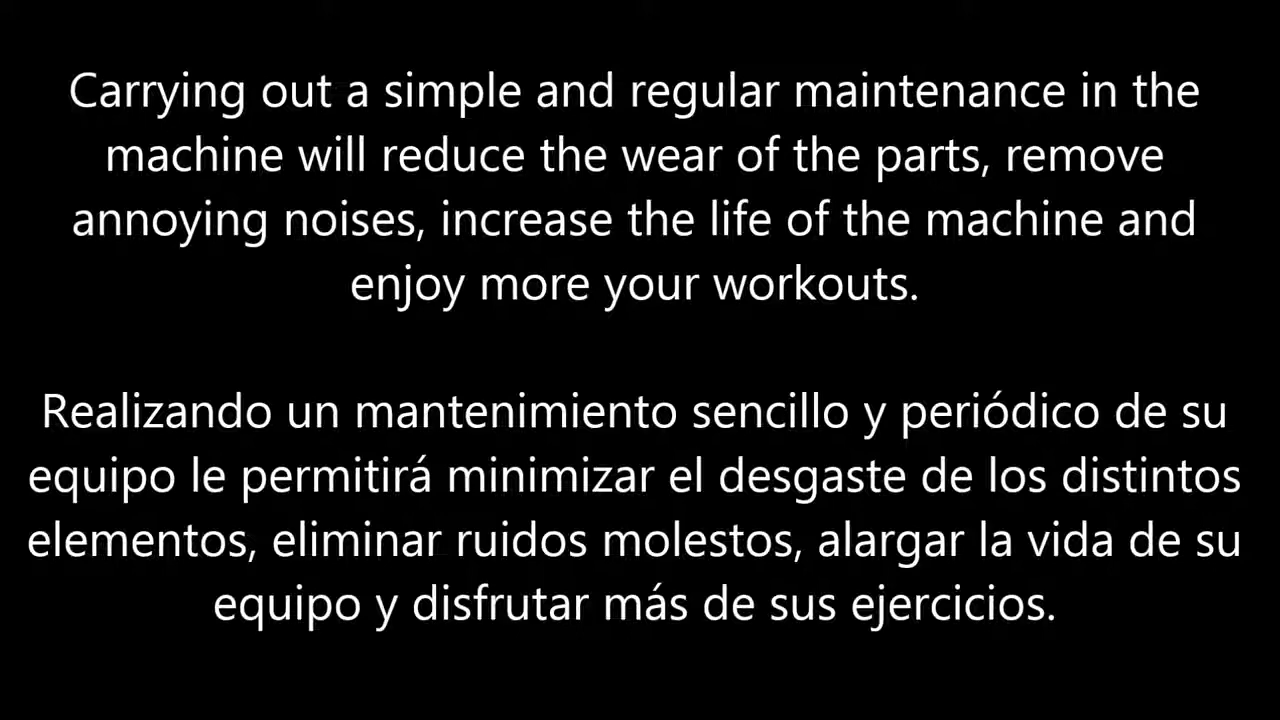 Carrying out a simple and regular maintenance in the
machine will reduce the wear of the parts, remove
annoying noises, increase the life of the machine and
enjoy more your workouts.
Realizando un mantenimiento sencillo y periódico de su
equipo le permitirá minimizar el desgaste de los distintos
elementos, eliminar ruidos molestos, alargar la vida de su
equipo y disfrutar más de sus ejercicios.